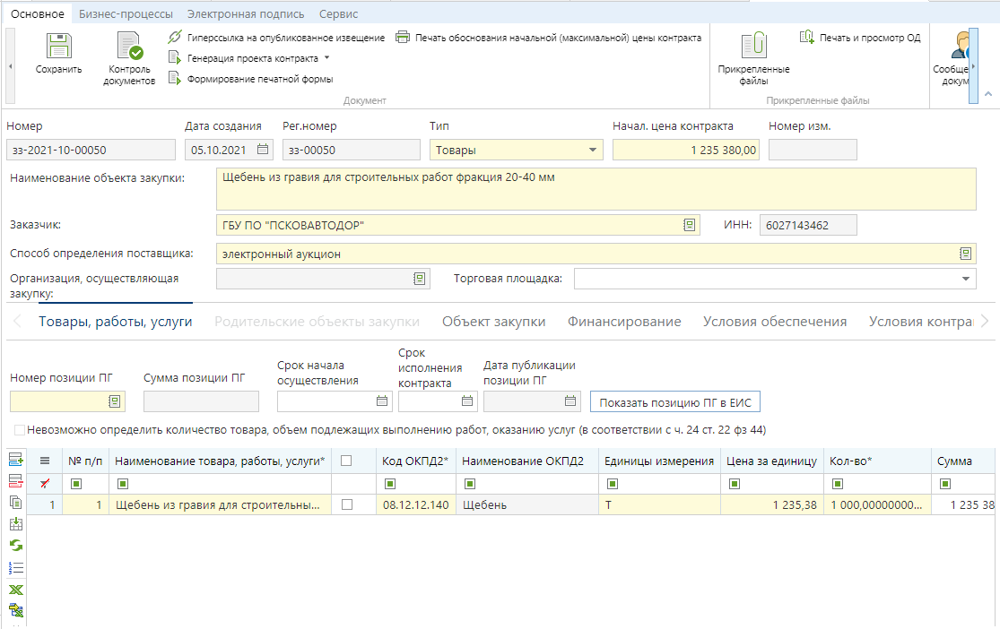 Основное Бизнес-процессы Электронная подпись Сервис
Сохранить
Контроль
документов
Гиперссылка на опубликованное извещение
Генерация проекта контракта
Формирование печатной формы
Печать обоснования начальной (максимальной) цены контракта
Документ
Прикрепленные
файлы
Печать и просмотр ОД
Прикрепленные файлы
Сообще
докум
Номер Дата создания Рег.номер Тип Начал. цена контракта Номер изм.
зз-2021-10-00050 05.10.2021 зз-00050 Товары 1 235 380,00
Наименование объекта закупки: Щебень из гравия для строительных работ фракция 20-40 мм
Заказчик: ГБУ ПО "ПСКОВАВТОДОР" ИНН: 6027143462
Способ определения поставщика: электронный аукцион
Организация, осуществляющая
закупку:
Торговая площадка:
Товары, работы, услуги Родительские объекты закупки Объект закупки Финансирование Условия обеспечения Условия контра
Номер позиции ПГ
Сумма позиции ПГ
Срок начала
осуществления
Срок
исполнения
контракта
Дата публикации
позиции ПГ
Показать позицию ПГ в ЕИС
Невозможно определить количество товара, объем подлежащих выполнению работ, оказанию услуг (в соответствии с ч. 24 ст. 22 фз 44)
№ п/п Наименование товара, работы, услуги* Код ОКПД2* Наименование ОКПД2 Единицы измерения Цена за единицу Кол-во* Сумма
1 1 Щебень из гравия для строительны... 08.12.12.140 Щебень Т 1 235,38 1 000,00000000... 1 235 38